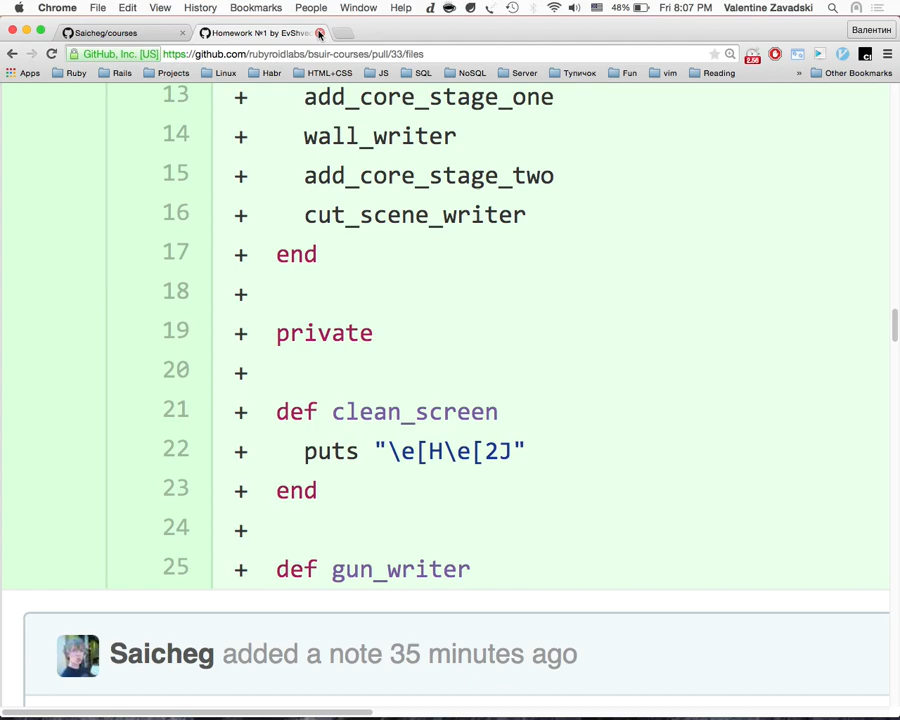 Chrome File Edit View History Bookmarks People Window Help 48% Fri 8:07 PM Valentine Zavadski
Saicheg/courses Homework №1 by EvShvec Валентин
GitHub, Inc. [US] https://github.com/rubyroidlabs/bsuir-courses/pull/33/files
Apps Ruby Rails Projects Linux Habr HTML+CSS JS SQL NoSQL Server Тупичок Fun vim Reading » Other Bookmarks
13 + add_core_stage_one
14 + wall_writer
15 + add_core_stage_two
16 + cut_scene_writer
17 + end
18 +
19 + private
20 +
21 + def clean_screen
22 + puts "\e[H\e[2J"
23 + end
24 +
25 + def gun_writer
Saicheg added a note 35 minutes ago